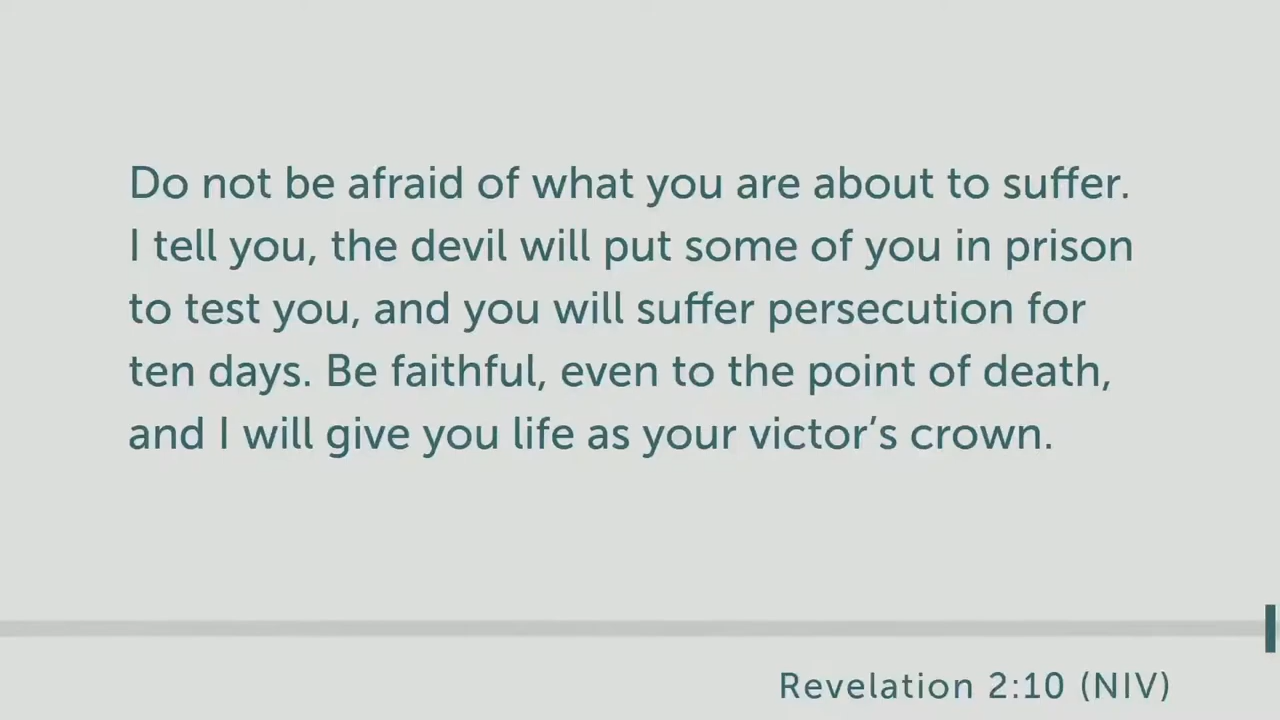 Do not be afraid of what you are about to suffer.
I tell you, the devil will put some of you in prison
to test you, and you will suffer persecution for
ten days. Be faithful, even to the point of death,
and I will give you life as your victor’s crown.
Revelation 2:10 (NIV)